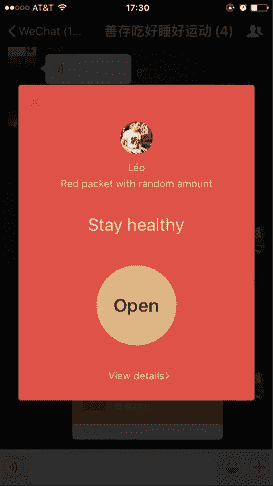 AT&T 17:30
WeChat (1... 善存吃好睡好运动 (4)
Léo
Red packet with random amount
Stay healthy
Open
View details